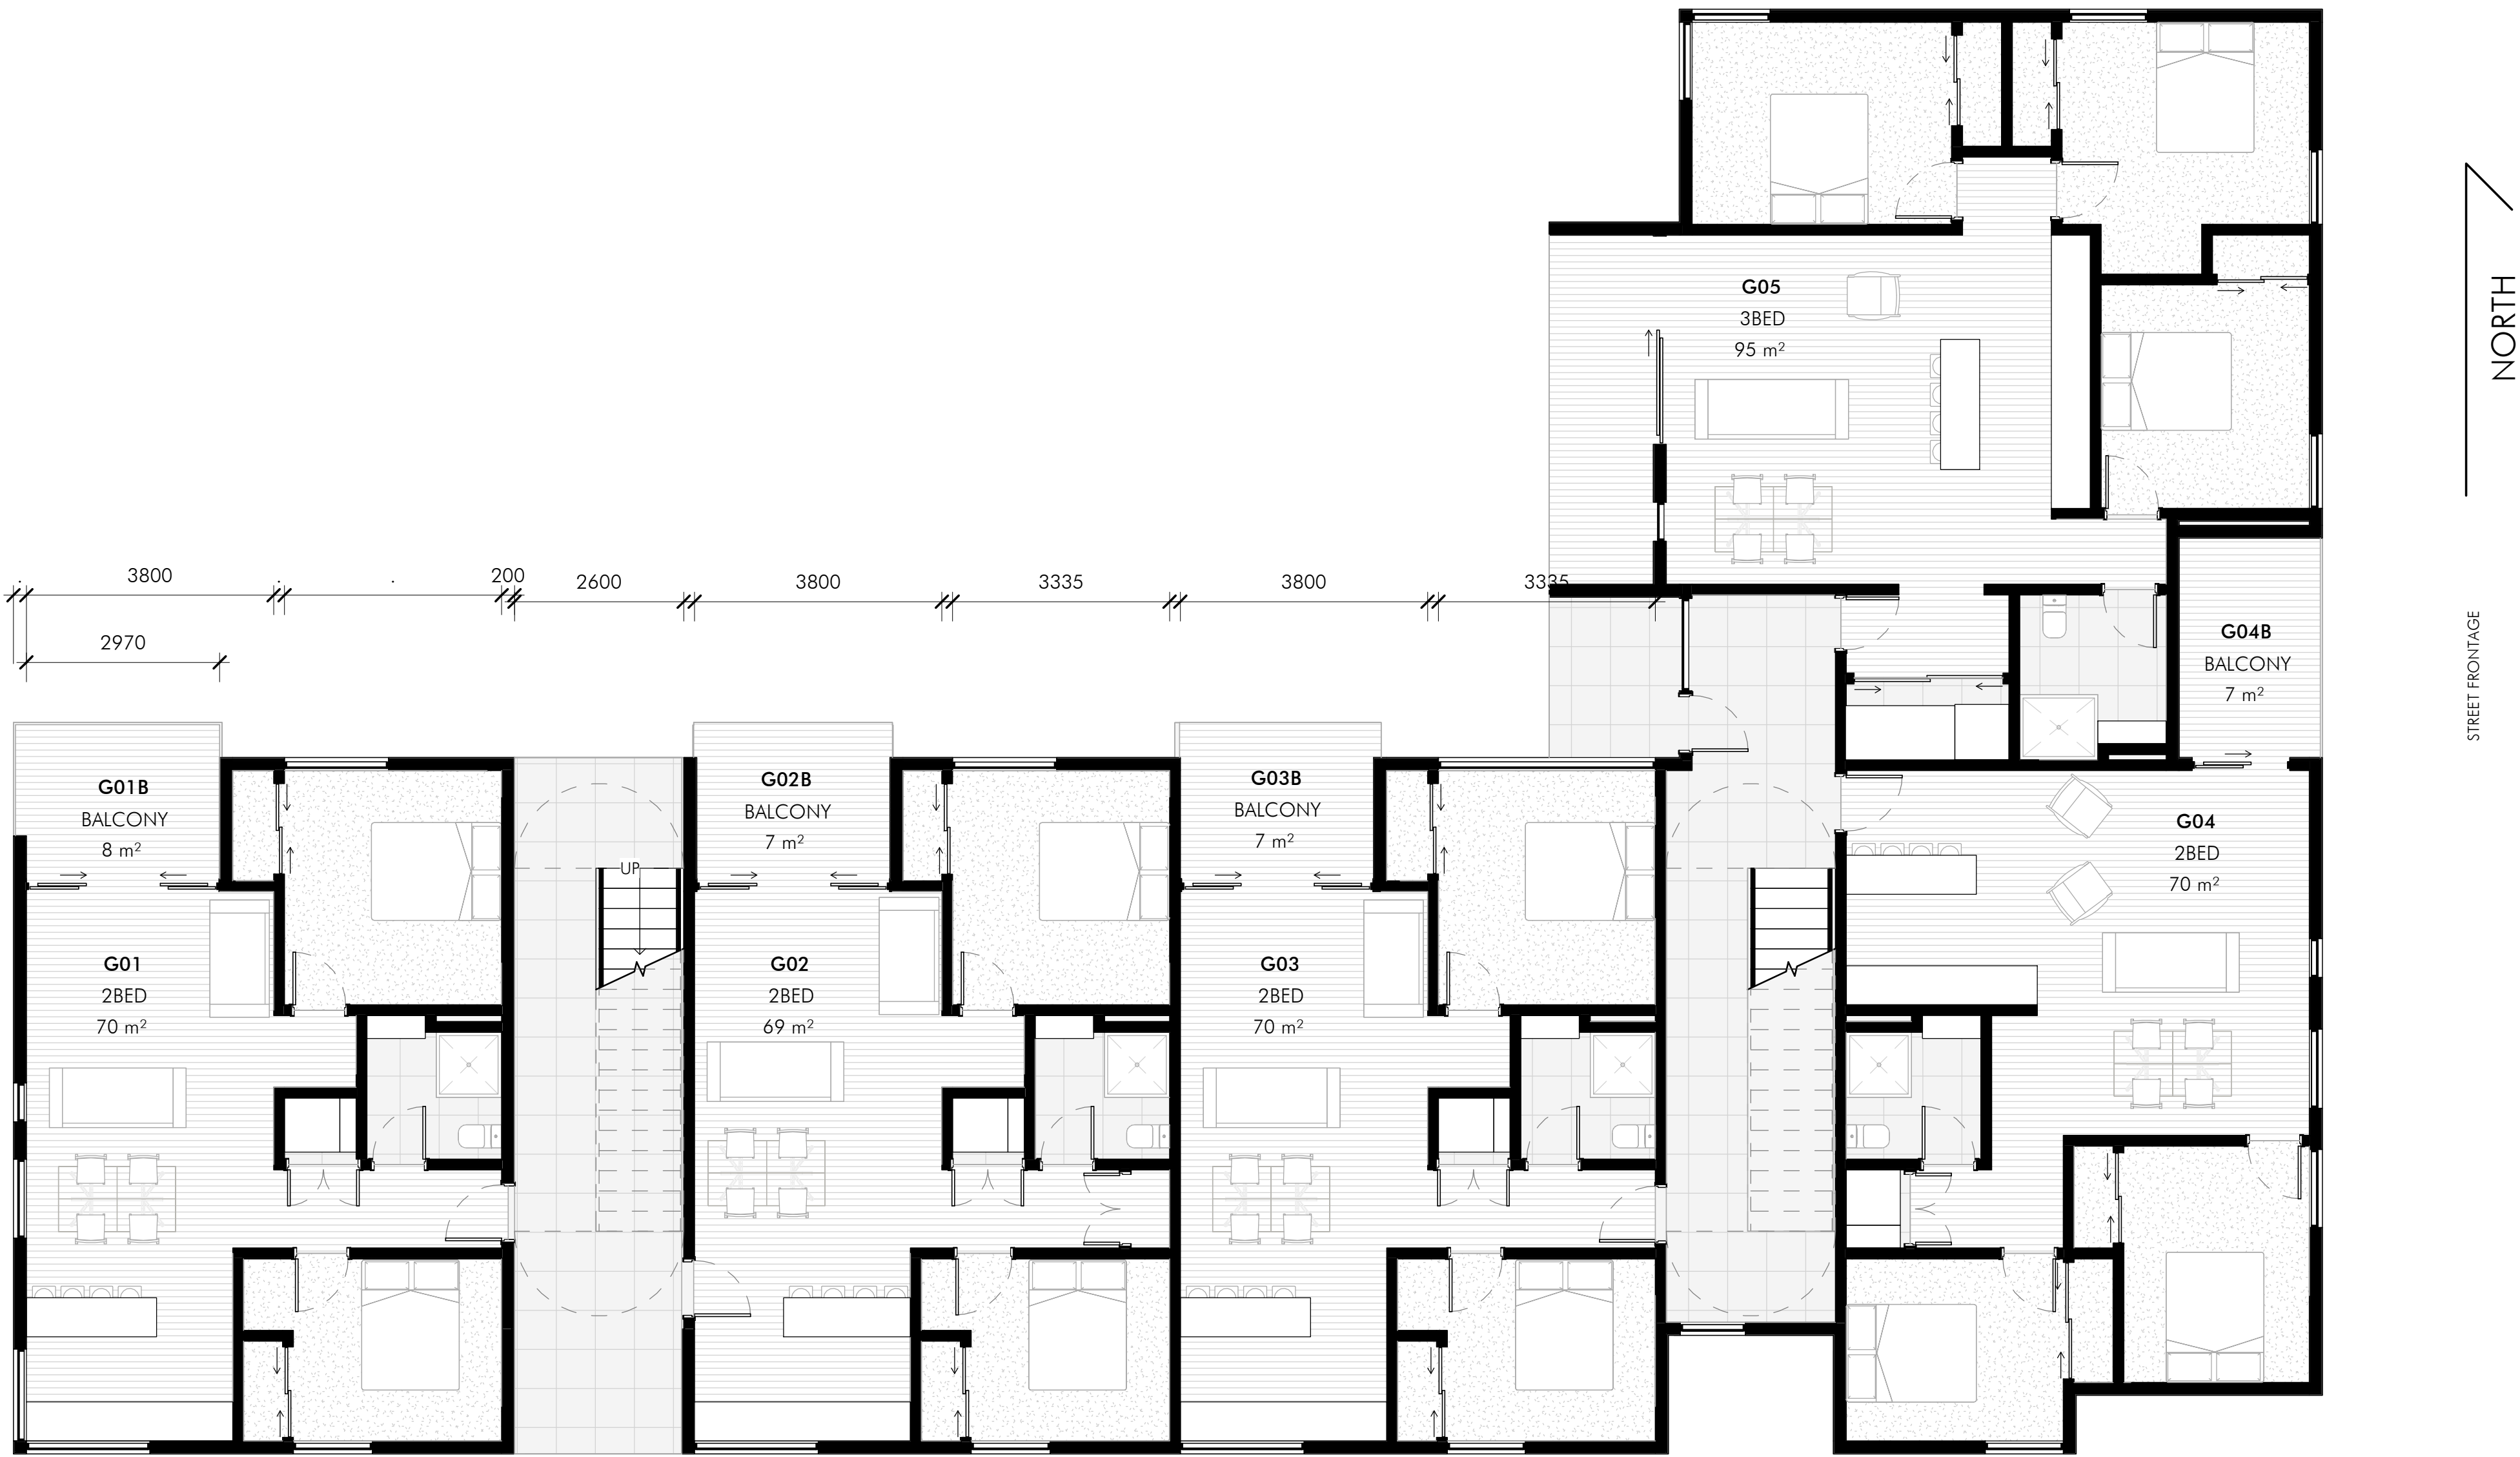 G05
3BED
95 m²
NORTH
3800
200
2600
3800
3335
3800
3335
2970
STREET FRONTAGE
G04B
BALCONY
7 m²
G01B
BALCONY
8 m²
G02B
BALCONY
7 m²
G03B
BALCONY
7 m²
UP
G04
2BED
70 m²
G01
2BED
70 m²
G02
2BED
69 m²
G03
2BED
70 m²